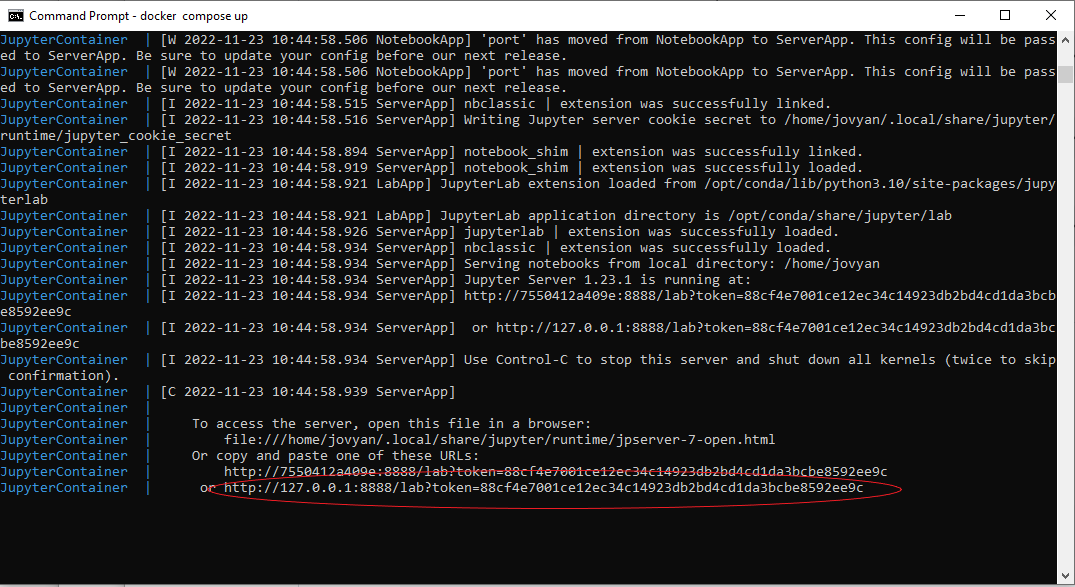 Command Prompt - docker  compose up
JupyterContainer  | [W 2022-11-23 10:44:58.506 NotebookApp] 'port' has moved from NotebookApp to ServerApp. This config will be pass
ed to ServerApp. Be sure to update your config before our next release.
JupyterContainer  | [W 2022-11-23 10:44:58.506 NotebookApp] 'port' has moved from NotebookApp to ServerApp. This config will be pass
ed to ServerApp. Be sure to update your config before our next release.
JupyterContainer  | [I 2022-11-23 10:44:58.515 ServerApp] nbclassic | extension was successfully linked.
JupyterContainer  | [I 2022-11-23 10:44:58.516 ServerApp] Writing Jupyter server cookie secret to /home/jovyan/.local/share/jupyter/
runtime/jupyter_cookie_secret
JupyterContainer  | [I 2022-11-23 10:44:58.894 ServerApp] notebook_shim | extension was successfully linked.
JupyterContainer  | [I 2022-11-23 10:44:58.919 ServerApp] notebook_shim | extension was successfully loaded.
JupyterContainer  | [I 2022-11-23 10:44:58.921 LabApp] JupyterLab extension loaded from /opt/conda/lib/python3.10/site-packages/jupy
terlab
JupyterContainer  | [I 2022-11-23 10:44:58.921 LabApp] JupyterLab application directory is /opt/conda/share/jupyter/lab
JupyterContainer  | [I 2022-11-23 10:44:58.926 ServerApp] jupyterlab | extension was successfully loaded.
JupyterContainer  | [I 2022-11-23 10:44:58.934 ServerApp] nbclassic | extension was successfully loaded.
JupyterContainer  | [I 2022-11-23 10:44:58.934 ServerApp] Serving notebooks from local directory: /home/jovyan
JupyterContainer  | [I 2022-11-23 10:44:58.934 ServerApp] Jupyter Server 1.23.1 is running at:
JupyterContainer  | [I 2022-11-23 10:44:58.934 ServerApp] http://7550412a409e:8888/lab?token=88cf4e7001ce12ec34c14923db2bd4cd1da3bcb
e8592ee9c
JupyterContainer  | [I 2022-11-23 10:44:58.934 ServerApp]  or http://127.0.0.1:8888/lab?token=88cf4e7001ce12ec34c14923db2bd4cd1da3bc
be8592ee9c
JupyterContainer  | [I 2022-11-23 10:44:58.934 ServerApp] Use Control-C to stop this server and shut down all kernels (twice to skip
 confirmation).
JupyterContainer  | [C 2022-11-23 10:44:58.939 ServerApp]
JupyterContainer  |
JupyterContainer  |     To access the server, open this file in a browser:
JupyterContainer  |         file:///home/jovyan/.local/share/jupyter/runtime/jpserver-7-open.html
JupyterContainer  |     Or copy and paste one of these URLs:
JupyterContainer  |         http://7550412a409e:8888/lab?token=88cf4e7001ce12ec34c14923db2bd4cd1da3bcbe8592ee9c
JupyterContainer  |      or http://127.0.0.1:8888/lab?token=88cf4e7001ce12ec34c14923db2bd4cd1da3bcbe8592ee9c